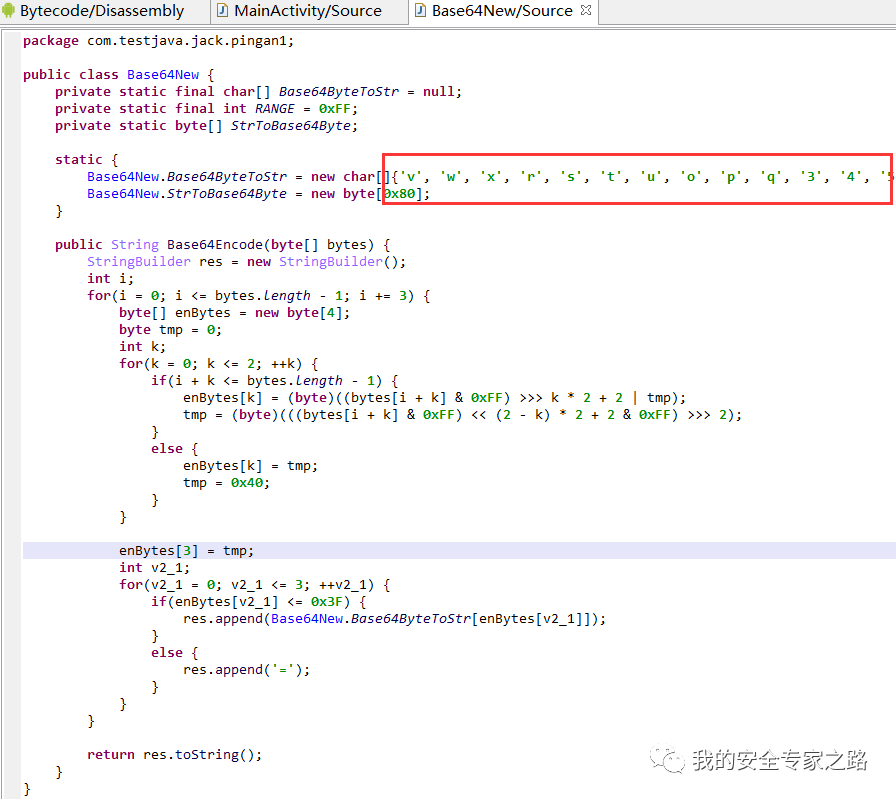 Bytecode/Disassembly MainActivity/Source Base64New/Source
package com.testjava.jack.pingan1;
public class Base64New {
    private static final char[] Base64ByteToStr = null;
    private static final int RANGE = 0xFF;
    private static byte[] StrToBase64Byte;
    static {
        Base64New.Base64ByteToStr = new char[]{'v', 'w', 'x', 'r', 's', 't', 'u', 'o', 'p', 'q', '3', '4', '5
        Base64New.StrToBase64Byte = new byte[0x80];
    }
    public String Base64Encode(byte[] bytes) {
        StringBuilder res = new StringBuilder();
        int i;
        for(i = 0; i <= bytes.length - 1; i += 3) {
            byte[] enBytes = new byte[4];
            byte tmp = 0;
            int k;
            for(k = 0; k <= 2; ++k) {
                if(i + k <= bytes.length - 1) {
                    enBytes[k] = (byte)((bytes[i + k] & 0xFF) >>> k * 2 + 2 | tmp);
                    tmp = (byte)(((bytes[i + k] & 0xFF) << (2 - k) * 2 + 2 & 0xFF) >>> 2);
                }
                else {
                    enBytes[k] = tmp;
                    tmp = 0x40;
                }
            }
            enBytes[3] = tmp;
            int v2_1;
            for(v2_1 = 0; v2_1 <= 3; ++v2_1) {
                if(enBytes[v2_1] <= 0x3F) {
                    res.append(Base64New.Base64ByteToStr[enBytes[v2_1]]);
                }
                else {
                    res.append('=');
                }
            }
        }
        return res.toString();
    }
}
我的安全专家之路